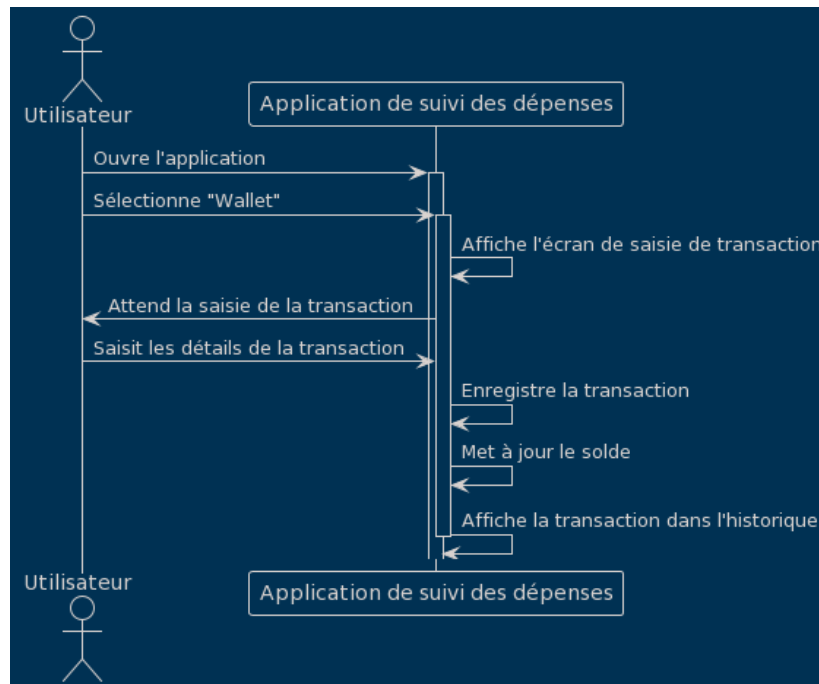 Utilisateur
Application de suivi des dépenses
Ouvre l'application
Sélectionne "Wallet"
Affiche l'écran de saisie de transaction
Attend la saisie de la transaction
Saisit les détails de la transaction
Enregistre la transaction
Met à jour le solde
Affiche la transaction dans l'historique
Utilisateur
Application de suivi des dépenses